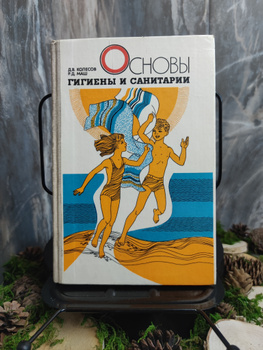 Д.В. КОЛЕСОВ
Р.Д. МАШ
ОСНОВЫ
ГИГИЕНЫ И САНИТАРИИ